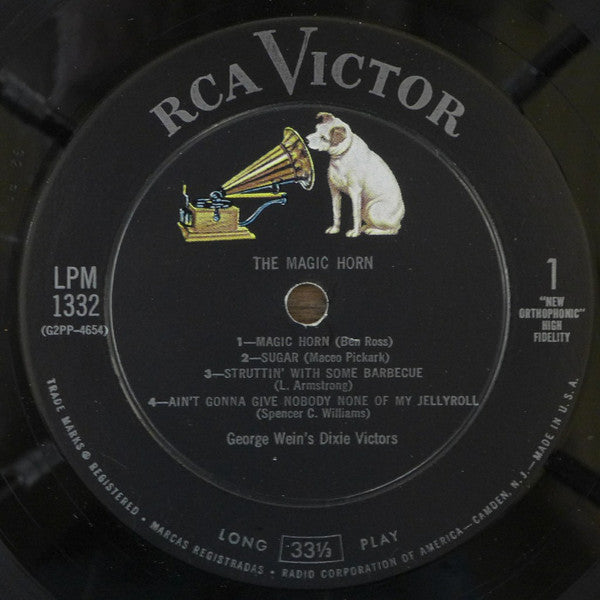 RCA VICTOR
THE MAGIC HORN
LPM
1332
(G2PP-4654)
1
"NEW
ORTHOPHONIC"
HIGH
FIDELITY
1—MAGIC HORN (Ben Ross)
2—SUGAR (Maceo Pickark)
3—STRUTTIN' WITH SOME BARBECUE
(L. Armstrong)
4—AIN'T GONNA GIVE NOBODY NONE OF MY JELLYROLL
(Spencer C. Williams)
George Wein's Dixie Victors
LONG 33⅓ PLAY
TRADE MARKS ® REGISTERED • MARCAS REGISTRADAS • RADIO CORPORATION OF AMERICA—CAMDEN, N. J.—MADE IN U.S.A.